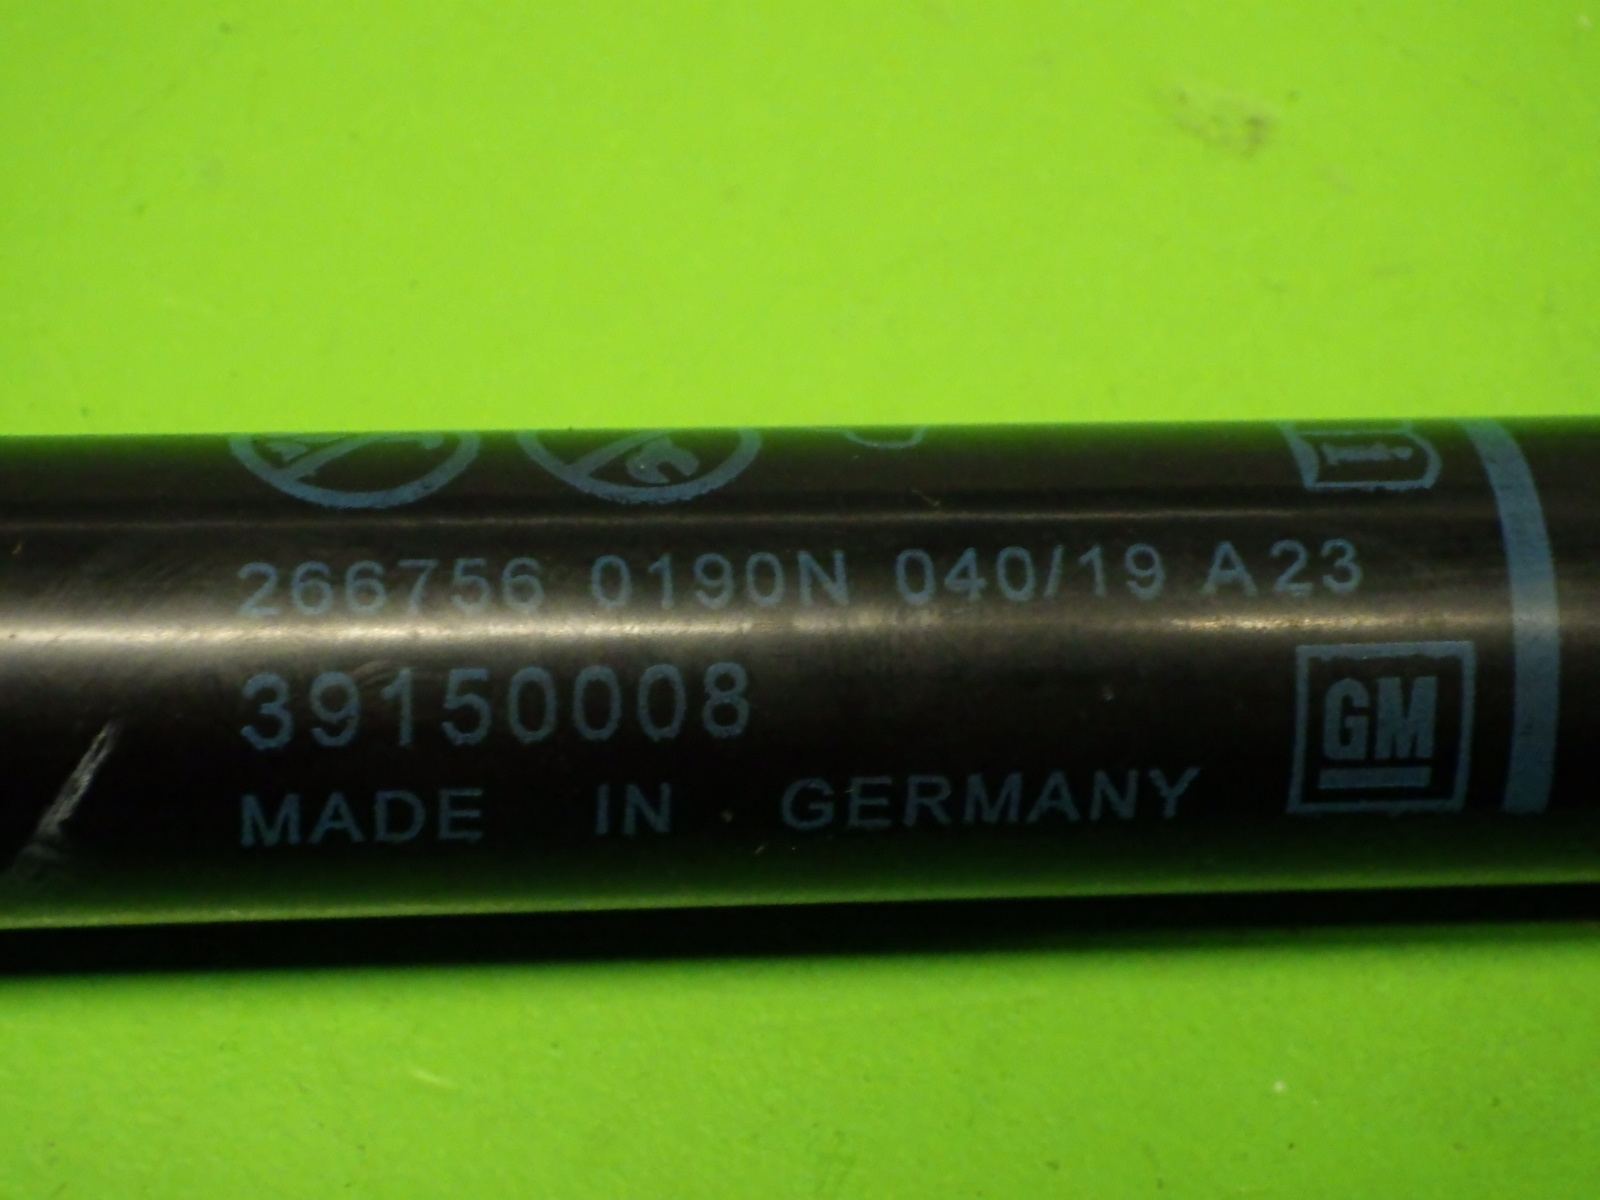 266756 0190N 040/19 A23
39150008
MADE IN GERMANY
GM